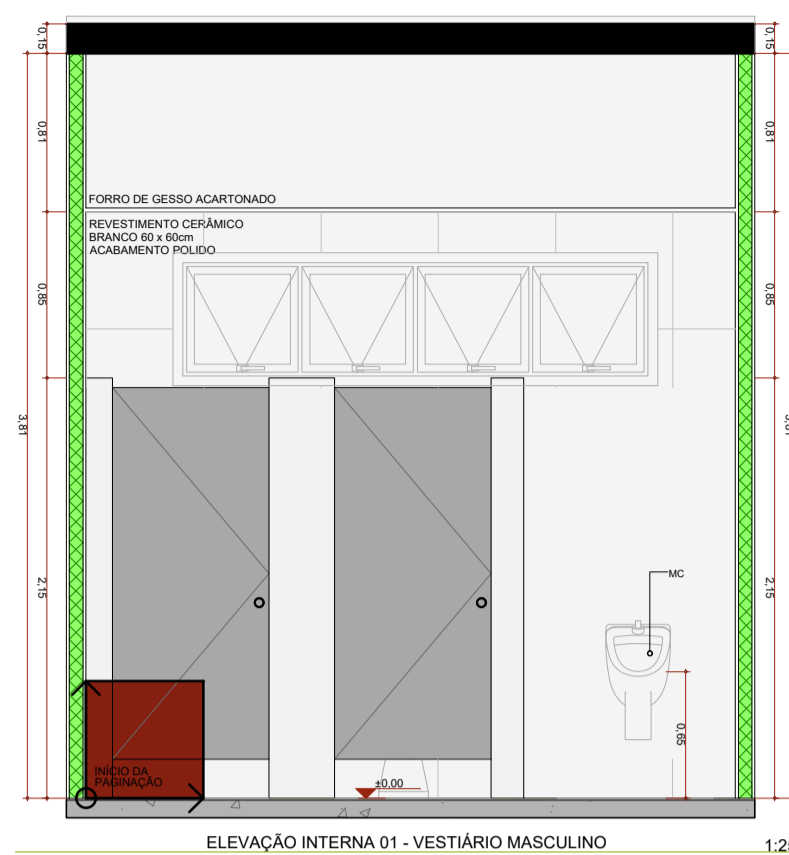 0,15
0,15
0,81
0,81
FORRO DE GESSO ACARTONADO
REVESTIMENTO CERÂMICO
BRANCO 60 x 60cm
ACABAMENTO POLIDO
0,85
0,85
3,81
2,15
2,15
MC
0,65
INÍCIO DA
PAGINAÇÃO
±0,00
ELEVAÇÃO INTERNA 01 - VESTIÁRIO MASCULINO